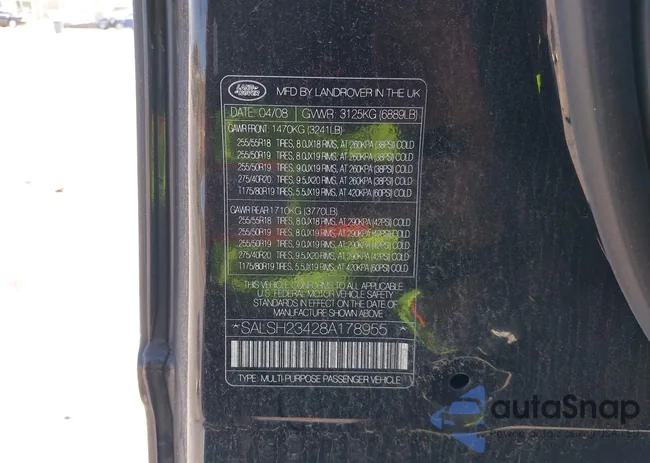 LAND ROVER
MFD BY LANDROVER IN THE UK
DATE: 04/08 GVWR 3125KG (6889LB)
GAWR FRONT: 1470KG (3241LB)
255/55R18 TIRES, 8.0JX18 RIMS, AT 260KPA (38PSI) COLD
255/50R19 TIRES, 8.0JX19 RIMS, AT 260KPA (38PSI) COLD
255/50R19 TIRES, 9.0JX19 RIMS, AT 260KPA (38PSI) COLD
275/40R20 TIRES, 9.5JX20 RIMS, AT 260KPA (38PSI) COLD
T175/80R19 TIRES, 5.5JX19 RIMS, AT 420KPA (60PSI) COLD
GAWR REAR 1710KG (3770LB)
255/55R18 TIRES, 8.0JX18 RIMS, AT 290KPA (42PSI) COLD
255/50R19 TIRES, 8.0JX19 RIMS, AT 290KPA (42PSI) COLD
255/50R19 TIRES, 9.0JX19 RIMS, AT 290KPA (42PSI) COLD
275/40R20 TIRES, 9.5JX20 RIMS, AT 290KPA (42PSI) COLD
T175/80R19 TIRES, 5.5JX19 RIMS, AT 420KPA (60PSI) COLD
THIS VEHICLE CONFORMS TO ALL APPLICABLE
U.S. FEDERAL MOTOR VEHICLE SAFETY
STANDARDS IN EFFECT ON THE DATE OF
MANUFACTURE SHOWN ABOVE.
*SALSH23428A178955*
TYPE: MULTI PURPOSE PASSENGER VEHICLE
autoSnap